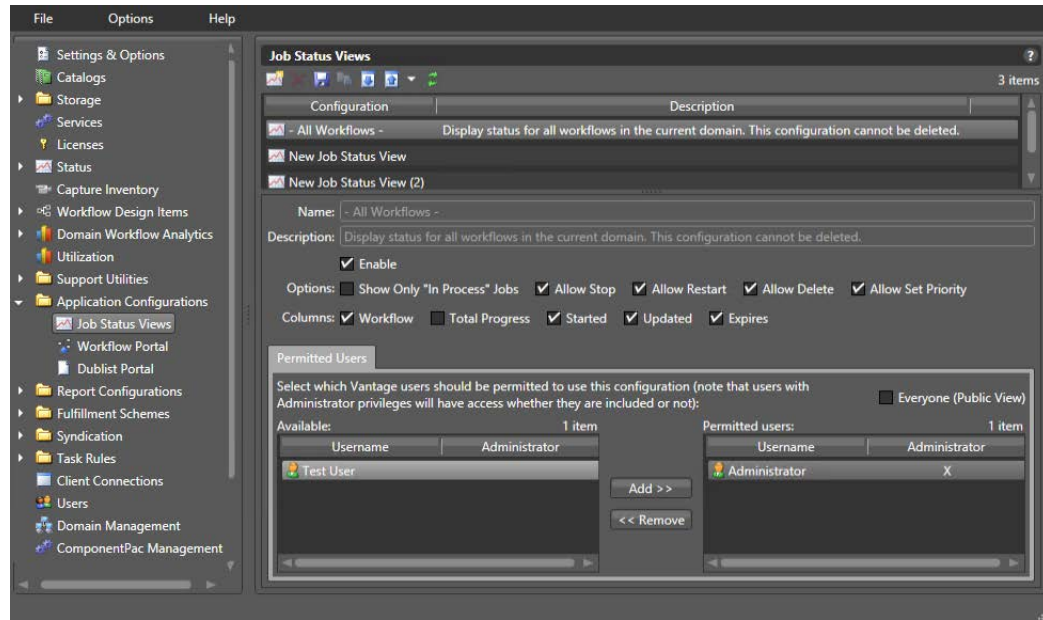 File Options Help
Settings & Options
Catalogs
Storage
Services
Licenses
Status
Capture Inventory
Workflow Design Items
Domain Workflow Analytics
Utilization
Support Utilities
Application Configurations
Job Status Views
Workflow Portal
Dublist Portal
Report Configurations
Fulfillment Schemes
Syndication
Task Rules
Client Connections
Users
Domain Management
ComponentPac Management
Job Status Views ?
3 items
Configuration Description
- All Workflows - Display status for all workflows in the current domain. This configuration cannot be deleted.
New Job Status View
New Job Status View (2)
Name: - All Workflows -
Description: Display status for all workflows in the current domain. This configuration cannot be deleted.
Enable
Options: Show Only "In Process" Jobs Allow Stop Allow Restart Allow Delete Allow Set Priority
Columns: Workflow Total Progress Started Updated Expires
Permitted Users
Select which Vantage users should be permitted to use this configuration (note that users with
Administrator privileges will have access whether they are included or not):
Everyone (Public View)
Available: 1 item
Username Administrator
Test User
Add >>
<< Remove
Permitted users: 1 item
Username Administrator
Administrator X